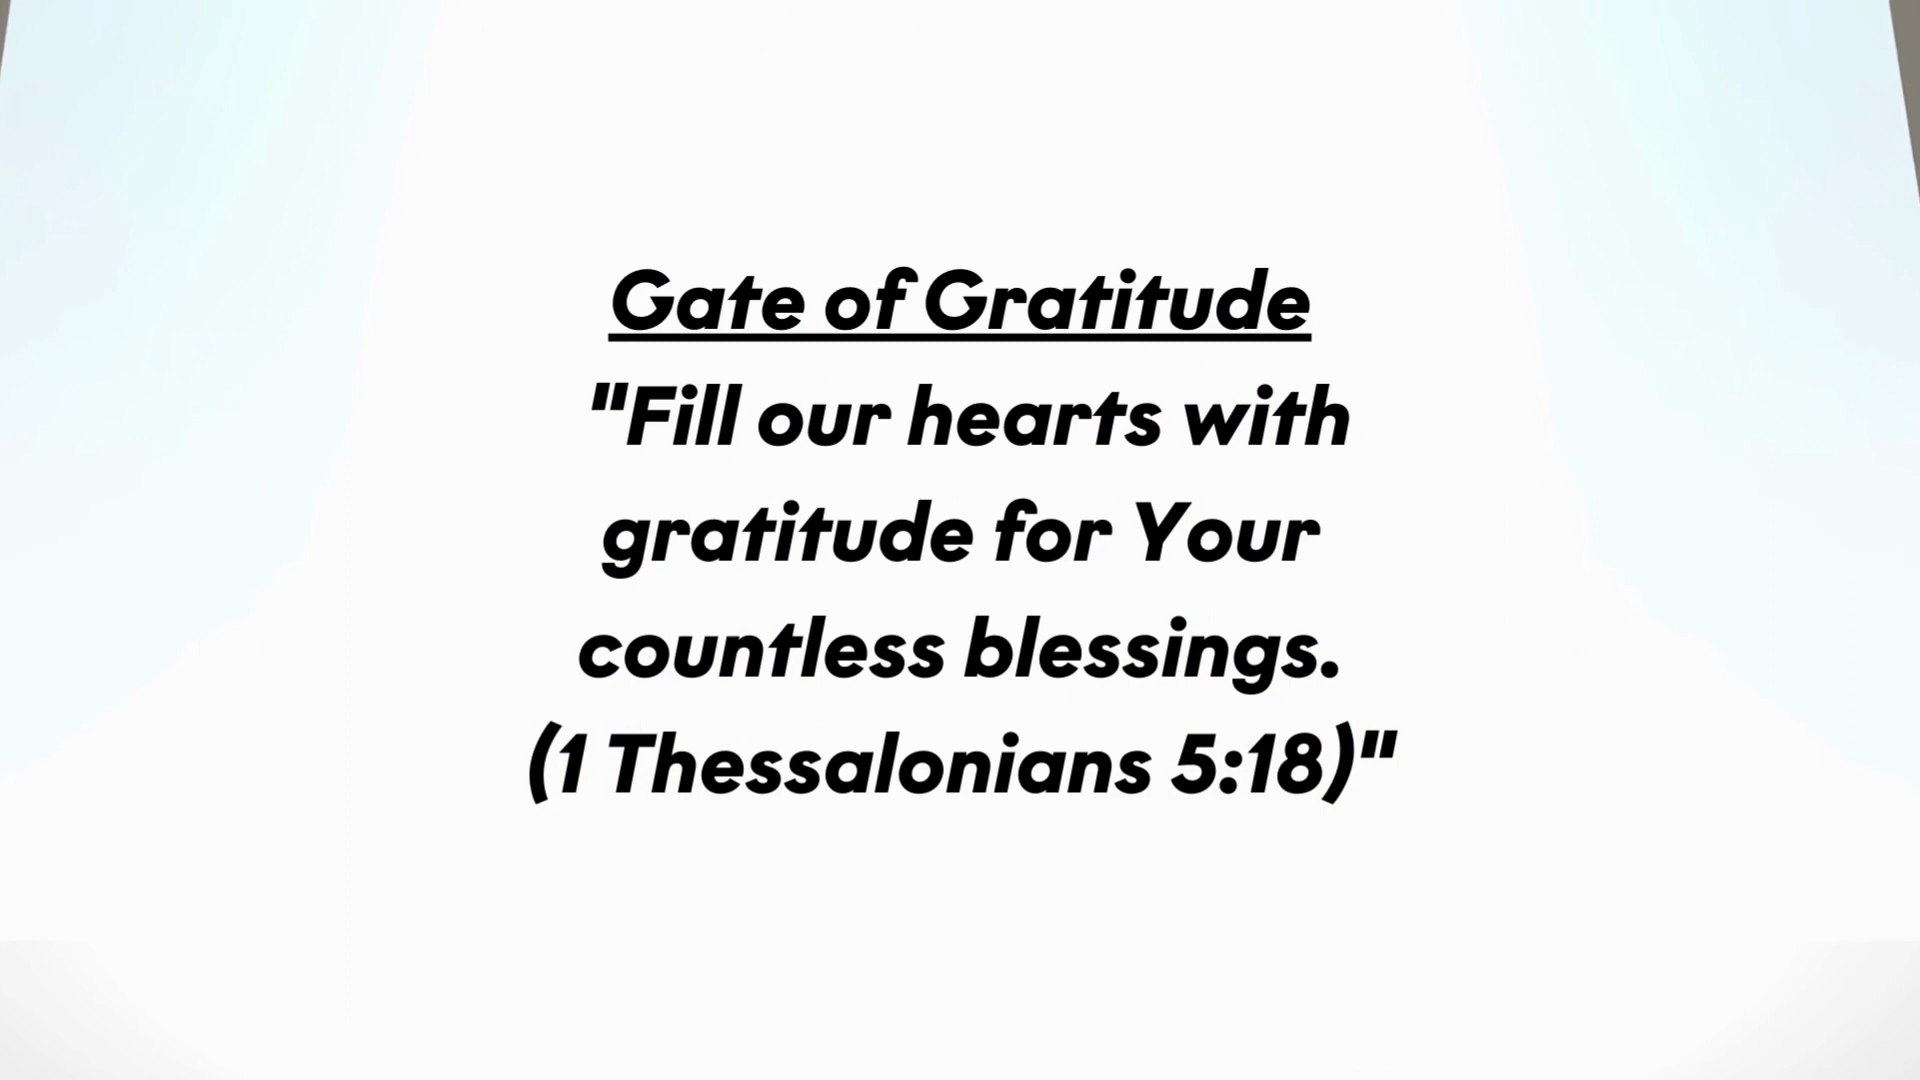 Gate of Gratitude
"Fill our hearts with
gratitude for Your
countless blessings.
(1 Thessalonians 5:18)"